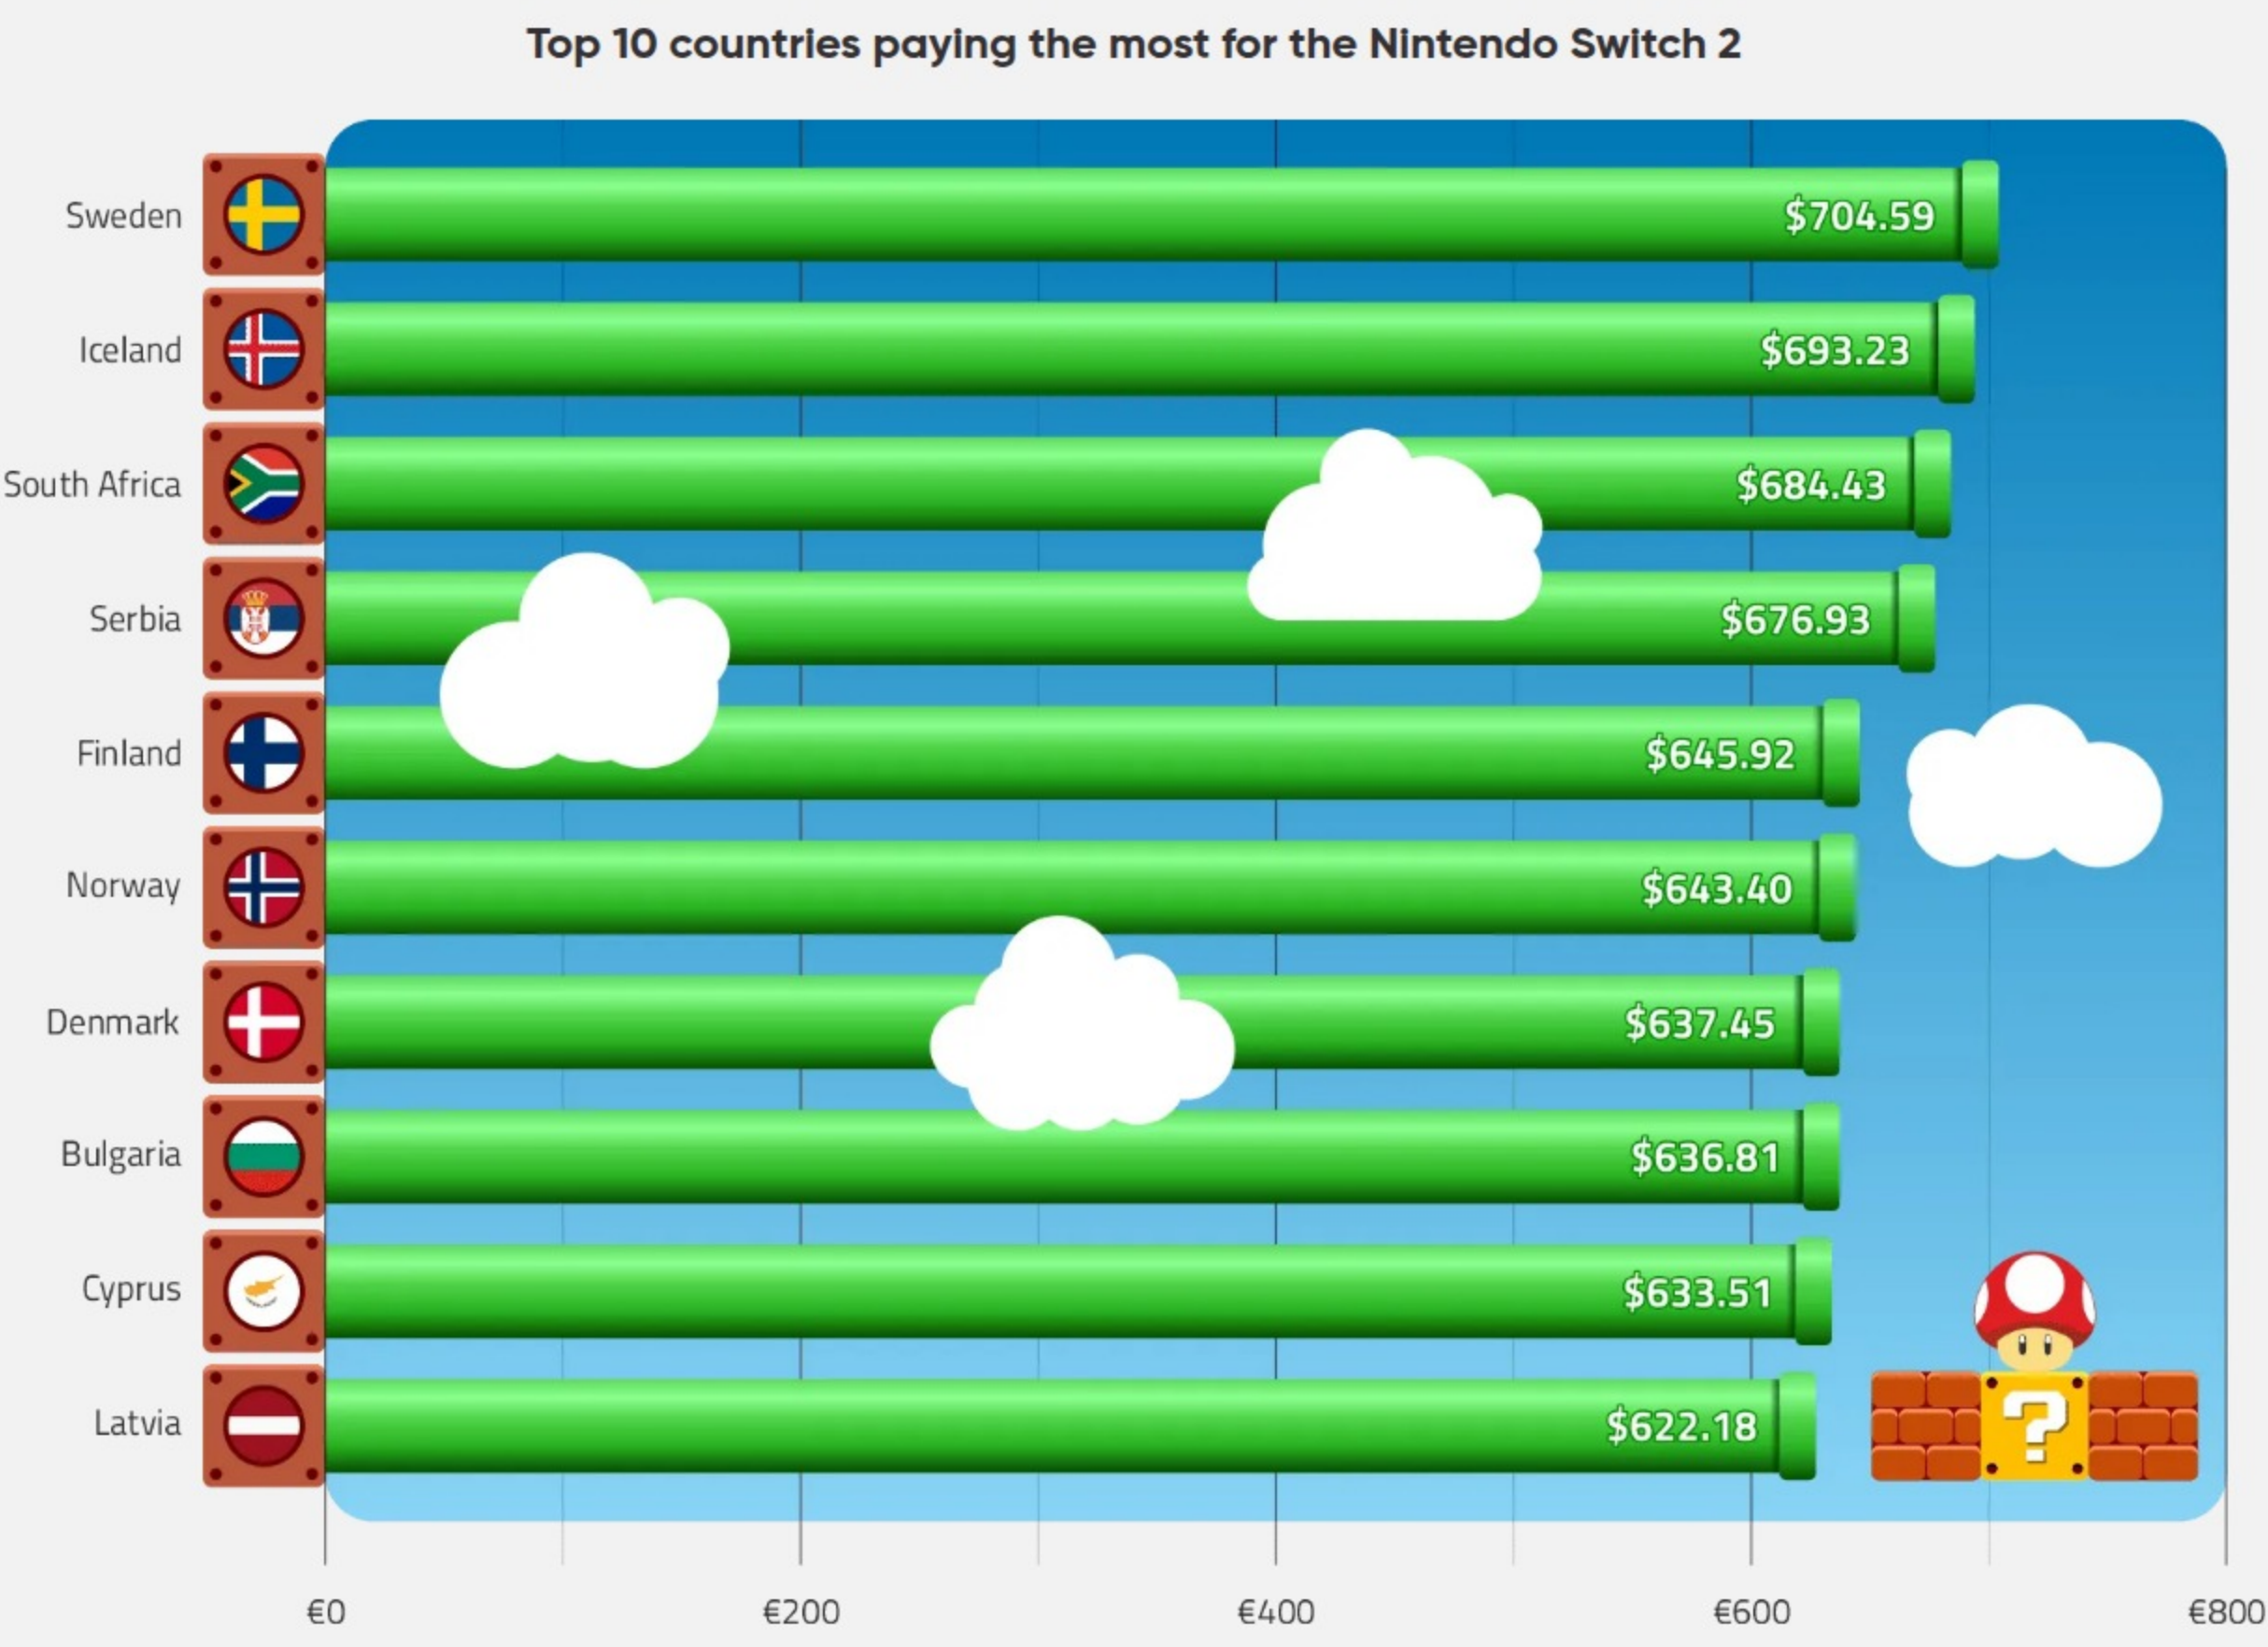 Top 10 countries paying the most for the Nintendo Switch 2
Sweden $704.59
Iceland $693.23
South Africa $684.43
Serbia $676.93
Finland $645.92
Norway $643.40
Denmark $637.45
Bulgaria $636.81
Cyprus $633.51
Latvia $622.18
?
€0 €200 €400 €600 €800